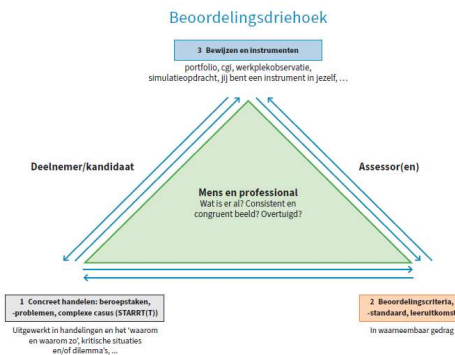 Beoordelingsdriehoek
3 Bewijzen en instrumenten
portfolio, cgi, werkplekobservatie,
simulatieopdracht, jij bent een instrument in jezelf, ...
Deelnemer/kandidaat
Assessor(en)
Mens en professional
Wat is er al? Consistent en
congruent beeld? Overtuigd?
1 Concreet handelen: beroepstaken,
-problemen, complexe casus (STARRT(T))
Uitgewerkt in handelingen en het 'waarom
en waarom zo', kritische situaties
en/of dilemma's, ...
2 Beoordelingscriteria,
-standaard, leeruitkomst
In waarneembaar gedrag